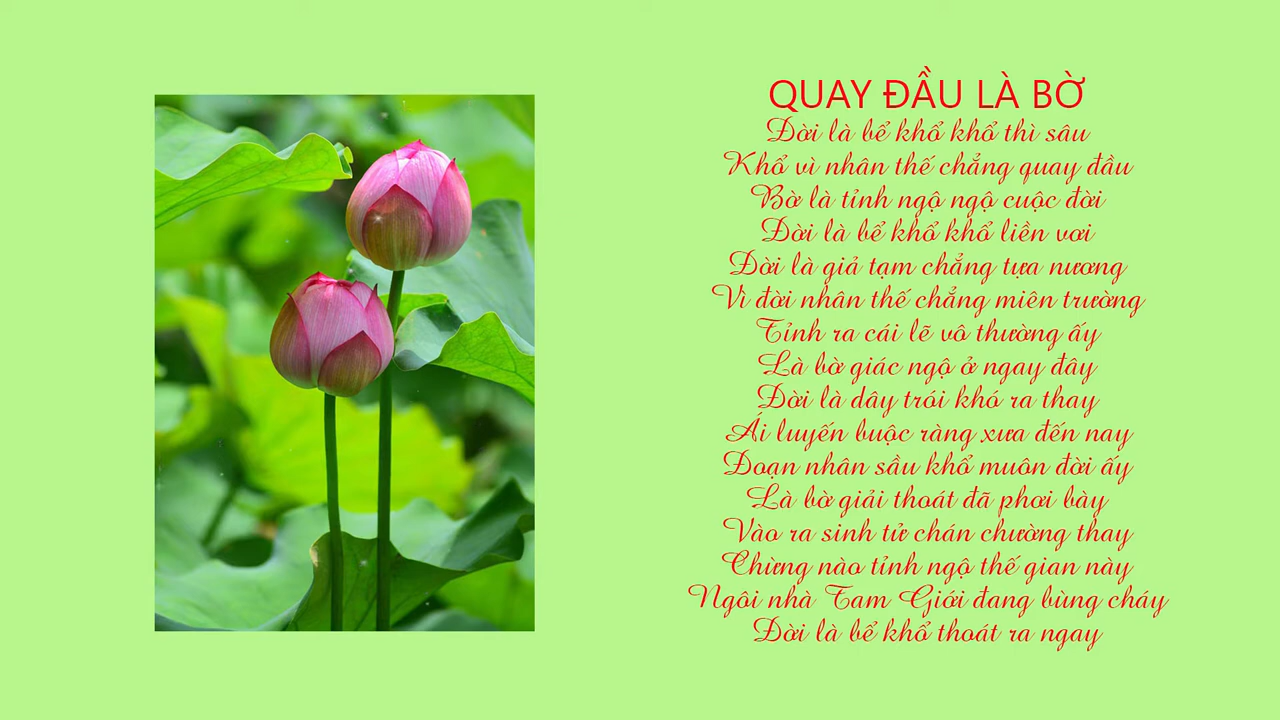 QUAY ĐẦU LÀ BỜ
Đời là bể khổ khổ thì sâu
Khổ vì nhân thế chẳng quay đầu
Bờ là tỉnh ngộ ngộ cuộc đời
Đời là bể khổ khổ liền vơi
Đời là giả tạm chẳng tựa nương
Vì đời nhân thế chẳng miên trường
Tỉnh ra cái lẽ vô thường ấy
Là bờ giác ngộ ở ngay đây
Đời là dây trói khó ra thay
Ái luyến buộc ràng xưa đến nay
Đoạn nhân sầu khổ muôn đời ấy
Là bờ giải thoát đã phơi bày
Vào ra sinh tử chán chường thay
Chừng nào tỉnh ngộ thế gian này
Ngôi nhà Tam Giới đang bùng cháy
Đời là bể khổ thoát ra ngay